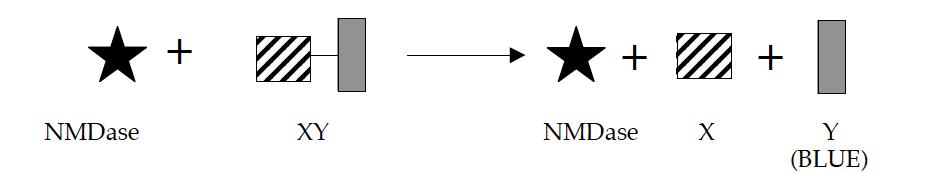 + + +
NMDase XY NMDase X Y
(BLUE)